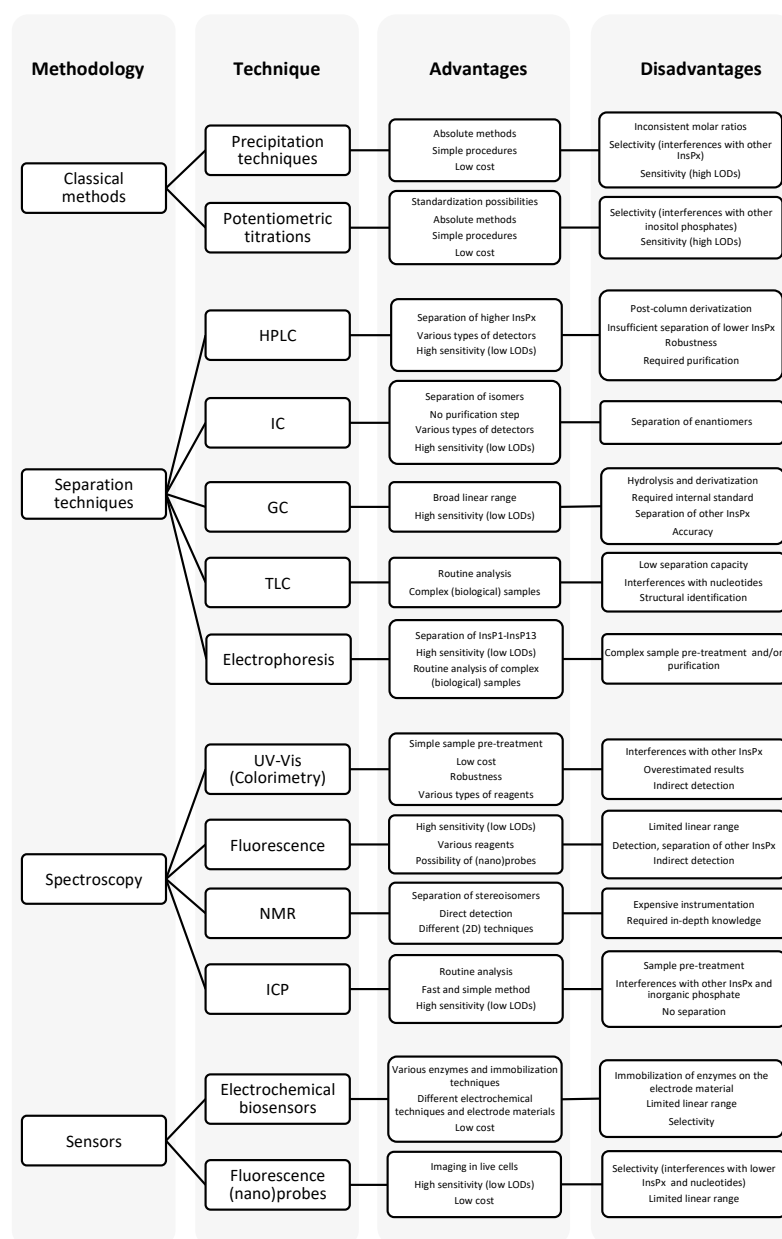 Methodology
Technique
Advantages
Disadvantages
Classical
methods
Precipitation
techniques
Absolute methods
Simple procedures
Low cost
Inconsistent molar ratios
Selectivity (interferences with other
InsPx)
Sensitivity (high LODs)
Potentiometric
titrations
Standardization possibilities
Absolute methods
Simple procedures
Low cost
Selectivity (interferences with other
inositol phosphates)
Sensitivity (high LODs)
Separation
techniques
HPLC
Separation of higher InsPx
Various types of detectors
High sensitivity (low LODs)
Post-column derivatization
Insufficient separation of lower InsPx
Robustness
Required purification
IC
Separation of isomers
No purification step
Various types of detectors
High sensitivity (low LODs)
Separation of enantiomers
GC
Broad linear range
High sensitivity (low LODs)
Hydrolysis and derivatization
Required internal standard
Separation of other InsPx
Accuracy
TLC
Routine analysis
Complex (biological) samples
Low separation capacity
Interferences with nucleotides
Structural identification
Electrophoresis
Separation of InsP1-InsP13
High sensitivity (low LODs)
Routine analysis of complex
(biological) samples
Complex sample pre-treatment and/or
purification
Spectroscopy
UV-Vis
(Colorimetry)
Simple sample pre-treatment
Low cost
Robustness
Various types of reagents
Interferences with other InsPx
Overestimated results
Indirect detection
Fluorescence
High sensitivity (low LODs)
Various reagents
Possibility of (nano)probes
Limited linear range
Detection, separation of other InsPx
Indirect detection
NMR
Separation of stereoisomers
Direct detection
Different (2D) techniques
Expensive instrumentation
Required in-depth knowledge
ICP
Routine analysis
Fast and simple method
High sensitivity (low LODs)
Sample pre-treatment
Interferences with other InsPx and
inorganic phosphate
No separation
Sensors
Electrochemical
biosensors
Various enzymes and immobilization
techniques
Different electrochemical
techniques and electrode materials
Low cost
Immobilization of enzymes on the
electrode material
Limited linear range
Selectivity
Fluorescence
(nano)probes
Imaging in live cells
High sensitivity (low LODs)
Low cost
Selectivity (interferences with lower
InsPx and nucleotides)
Limited linear range